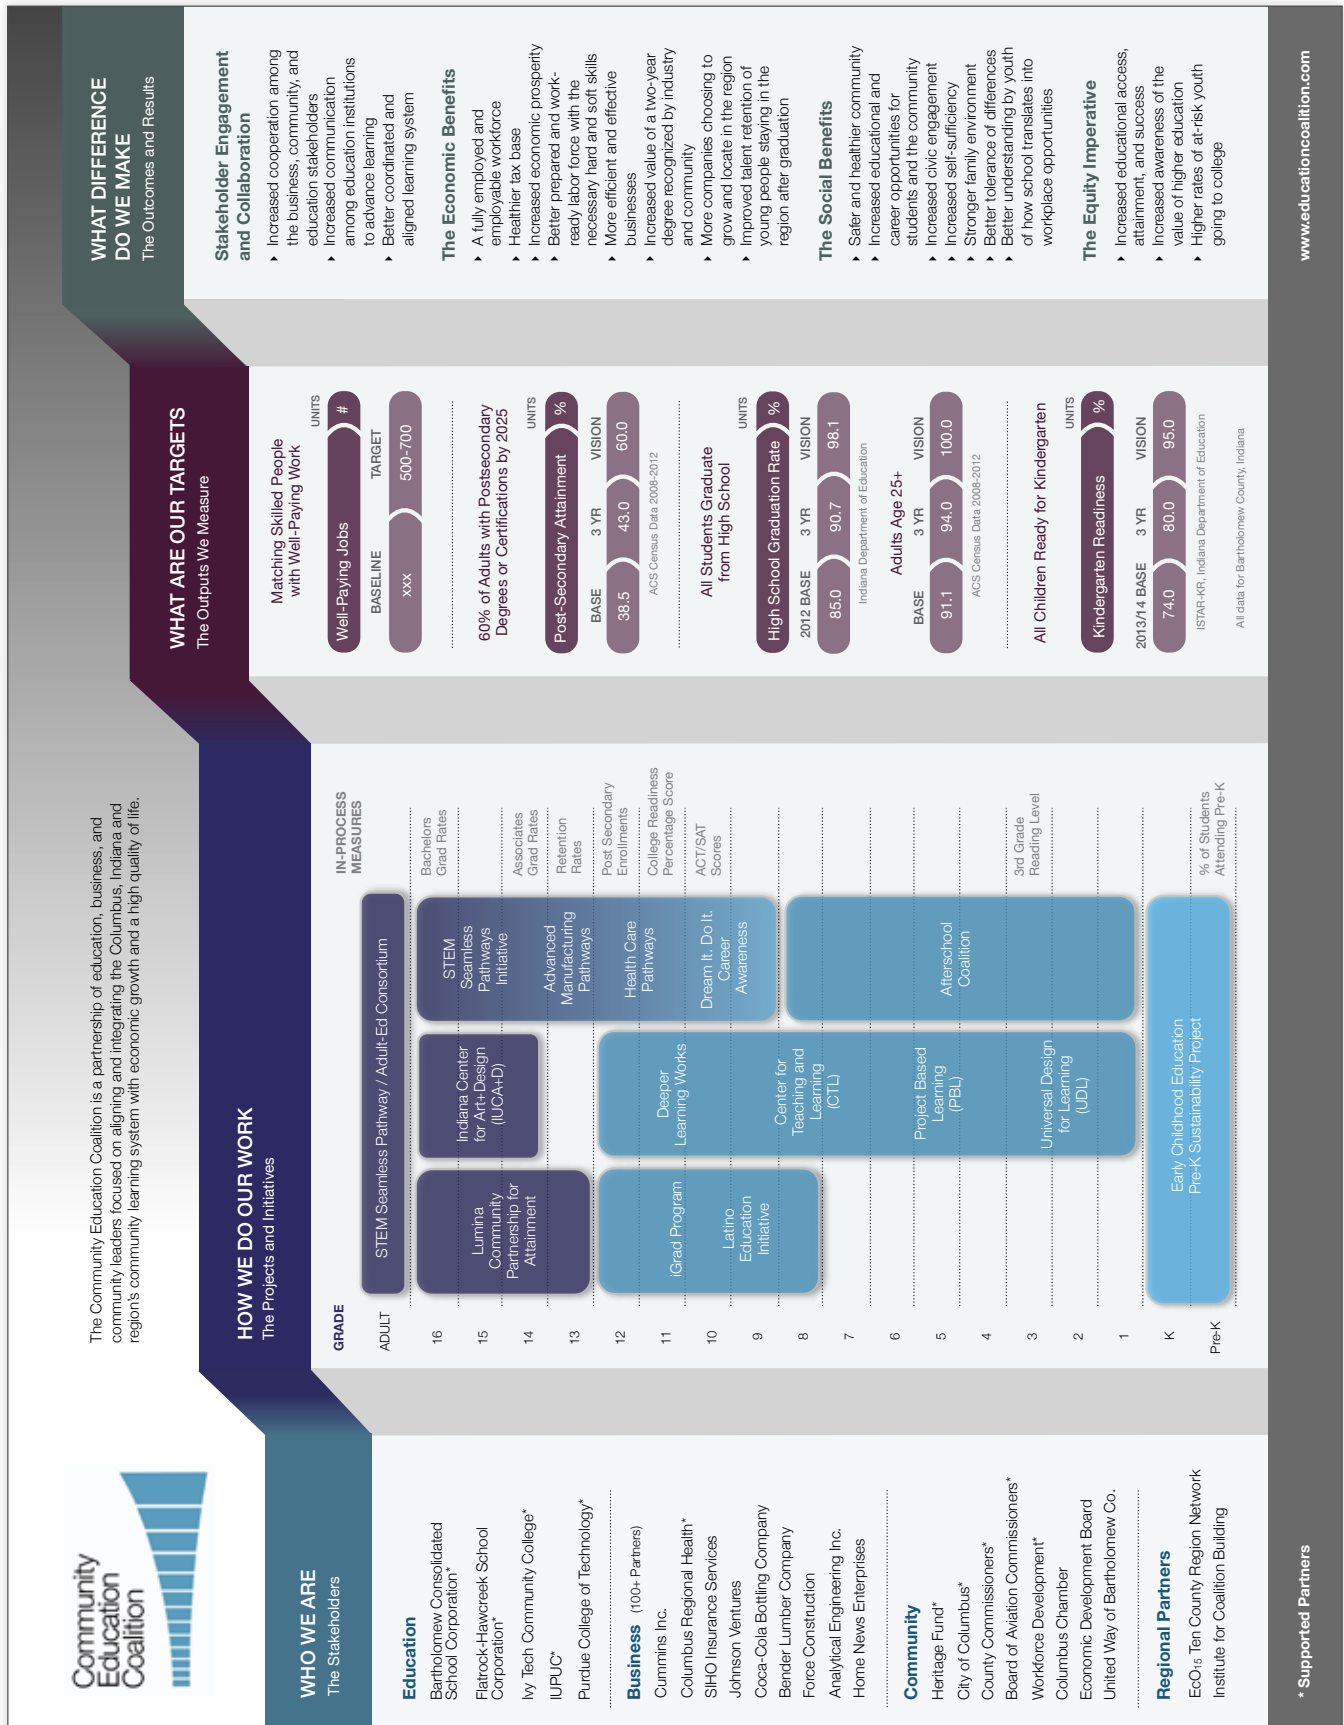 Community
Education
Coalition
The Community Education Coalition is a partnership of education, business, and
community leaders focused on aligning and integrating the Columbus, Indiana and
region's community learning system with economic growth and a high quality of life.
WHO WE ARE
The Stakeholders
Education
Bartholomew Consolidated
School Corporation*
Flatrock-Hawcreek School
Corporation*
Ivy Tech Community College*
IUPUC*
Purdue College of Technology*
Business (100+ Partners)
Cummins Inc.
Columbus Regional Health*
SIHO Insurance Services
Johnson Ventures
Coca-Cola Bottling Company
Bender Lumber Company
Force Construction
Analytical Engineering Inc.
Home News Enterprises
Community
Heritage Fund*
City of Columbus*
County Commissioners*
Board of Aviation Commissioners*
Workforce Development*
Columbus Chamber
Economic Development Board
United Way of Bartholomew Co.
Regional Partners
EcO15 Ten County Region Network
Institute for Coalition Building
HOW WE DO OUR WORK
The Projects and Initiatives
GRADE
IN-PROCESS
MEASURES
ADULT
STEM Seamless Pathway / Adult-Ed Consortium
16
15
14
13
12
11
10
9
8
7
6
5
4
3
2
1
K
Pre-K
Lumina
Community
Partnership for
Attainment
iGrad Program
Latino
Education
Initiative
Indiana Center
for Art+Design
(IUCA+D)
Deeper
Learning Works
Center for
Teaching and
Learning
(CTL)
Project Based
Learning
(PBL)
Universal Design
for Learning
(UDL)
STEM
Seamless
Pathways
Initiative
Advanced
Manufacturing
Pathways
Health Care
Pathways
Dream It. Do It.
Career
Awareness
Afterschool
Coalition
Early Childhood Education
Pre-K Sustainability Project
Bachelors
Grad Rates
Associates
Grad Rates
Retention
Rates
Post Secondary
Enrollments
College Readiness
Percentage Score
ACT/SAT
Scores
3rd Grade
Reading Level
% of Students
Attending Pre-K
WHAT ARE OUR TARGETS
The Outputs We Measure
Matching Skilled People
with Well-Paying Work
UNITS
Well-Paying Jobs #
BASELINE TARGET
xxx 500-700
60% of Adults with Postsecondary
Degrees or Certifications by 2025
UNITS
Post-Secondary Attainment %
BASE 3 YR VISION
38.5 43.0 60.0
ACS Census Data 2008-2012
All Students Graduate
from High School
UNITS
High School Graduation Rate %
2012 BASE 3 YR VISION
85.0 90.7 98.1
Indiana Department of Education
Adults Age 25+
BASE 3 YR VISION
91.1 94.0 100.0
ACS Census Data 2008-2012
All Children Ready for Kindergarten
UNITS
Kindergarten Readiness %
2013/14 BASE 3 YR VISION
74.0 80.0 95.0
ISTAR-KR, Indiana Department of Education
All data for Bartholomew County, Indiana
WHAT DIFFERENCE
DO WE MAKE
The Outcomes and Results
Stakeholder Engagement
and Collaboration
Increased cooperation among
the business, community, and
education stakeholders
Increased communication
among education institutions
to advance learning
Better coordinated and
aligned learning system
The Economic Benefits
A fully employed and
employable workforce
Healthier tax base
Increased economic prosperity
Better prepared and work-
ready labor force with the
necessary hard and soft skills
More efficient and effective
businesses
Increased value of a two-year
degree recognized by industry
and community
More companies choosing to
grow and locate in the region
Improved talent retention of
young people staying in the
region after graduation
The Social Benefits
Safer and healthier community
Increased educational and
career opportunities for
students and the community
Increased civic engagement
Increased self-sufficiency
Stronger family environment
Better tolerance of differences
Better understanding by youth
of how school translates into
workplace opportunities
The Equity Imperative
Increased educational access,
attainment, and success
Increased awareness of the
value of higher education
Higher rates of at-risk youth
going to college
* Supported Partners
www.educationcoalition.com